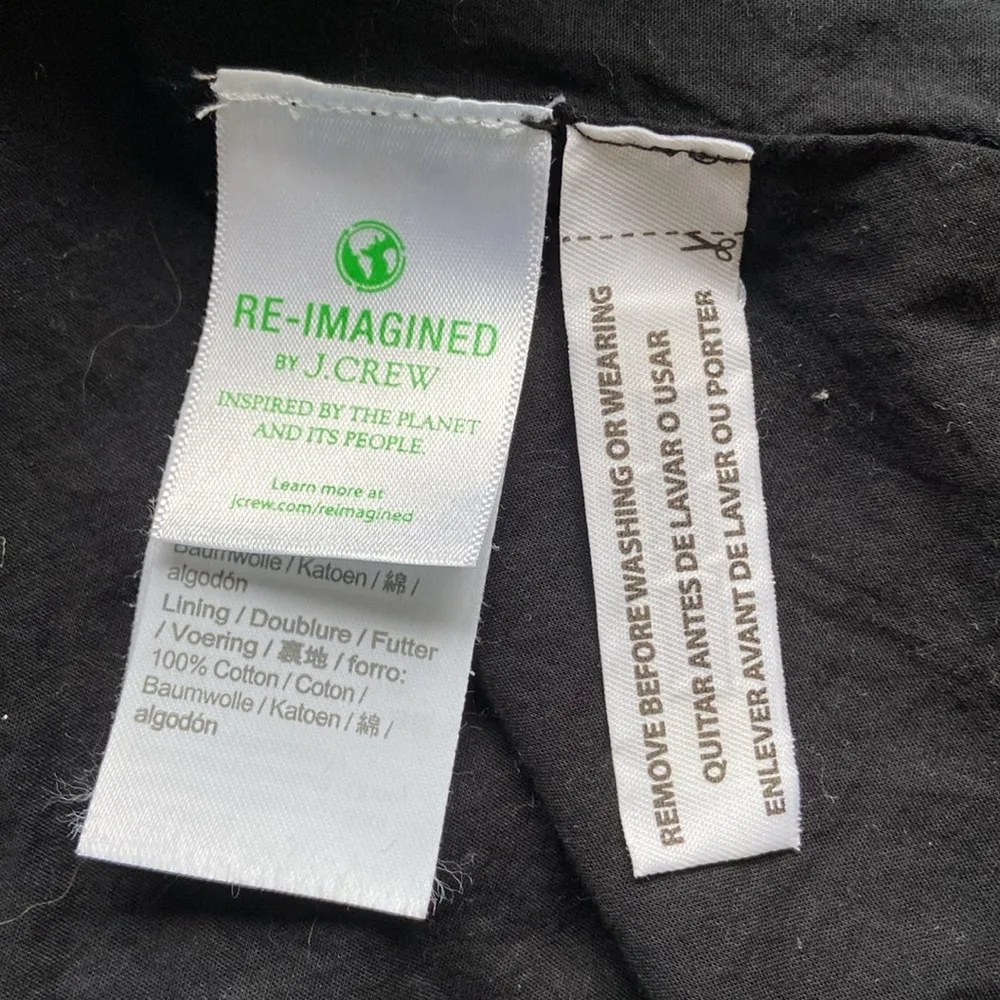 RE-IMAGINED
BY J.CREW
INSPIRED BY THE PLANET
AND ITS PEOPLE.
Learn more at
jcrew.com/reimagined
Baumwolle / Katoen / 綿 /
algodón
Lining / Doublure / Futter
/ Voering / 裏地 / forro:
100% Cotton / Coton /
Baumwolle / Katoen / 綿 /
algodón
REMOVE BEFORE WASHING OR WEARING
QUITAR ANTES DE LAVAR O USAR
ENLEVER AVANT DE LAVER OU PORTER